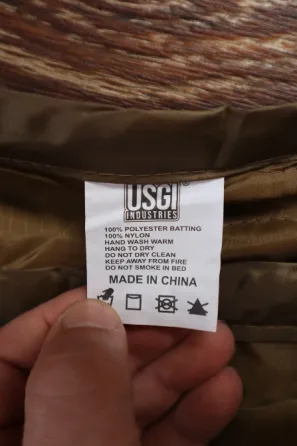 USGI
INDUSTRIES
100% POLYESTER BATTING
100% NYLON
HAND WASH WARM
HANG TO DRY
DO NOT DRY CLEAN
KEEP AWAY FROM FIRE
DO NOT SMOKE IN BED
MADE IN CHINA